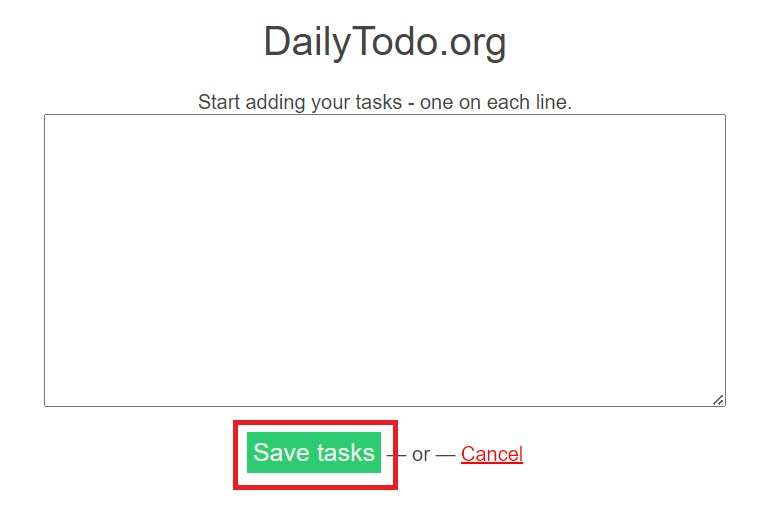 DailyTodo.org
Start adding your tasks - one on each line.
Save tasks — or — Cancel